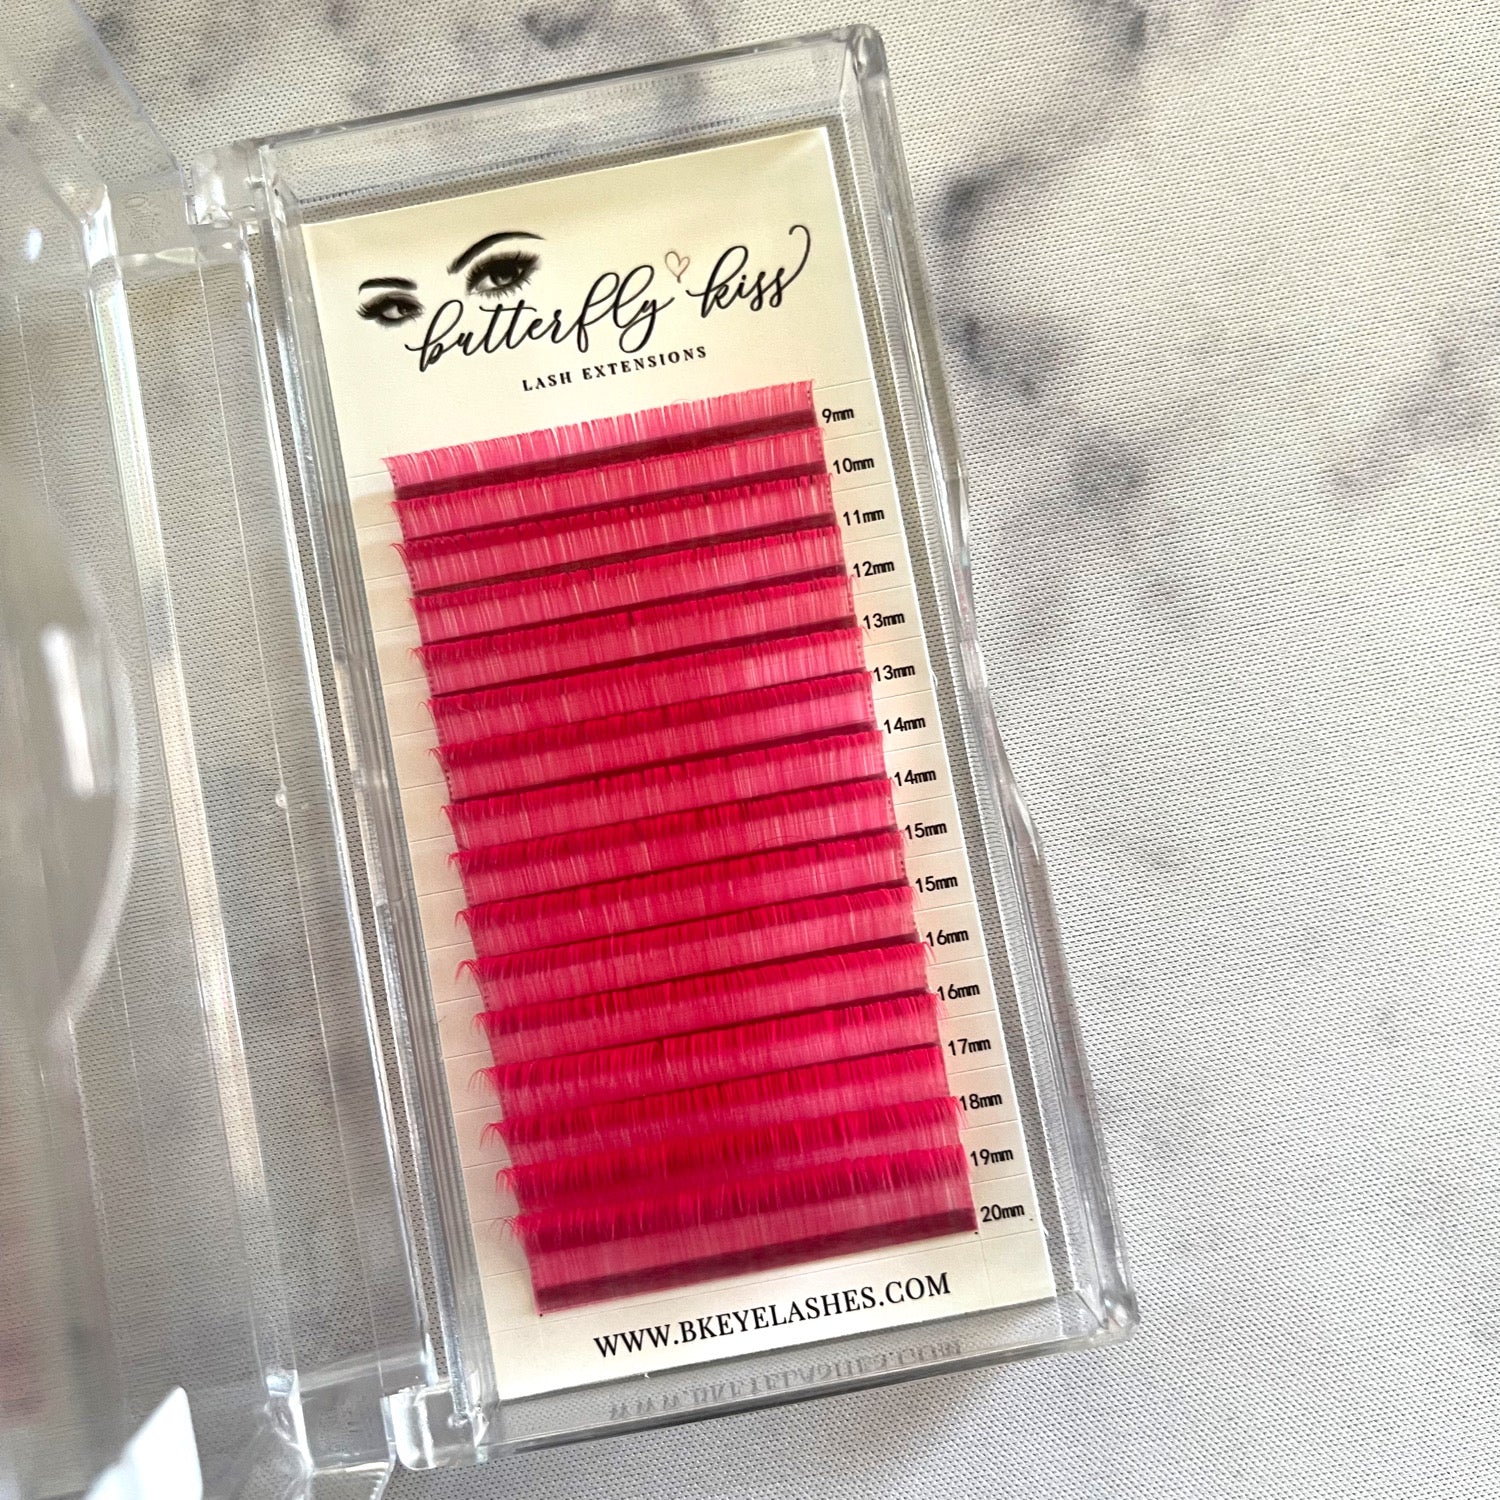 butterfly kiss
LASH EXTENSIONS
9mm
10mm
11mm
12mm
13mm
13mm
14mm
14mm
15mm
15mm
16mm
16mm
17mm
18mm
19mm
20mm
WWW.BKEYELASHES.COM